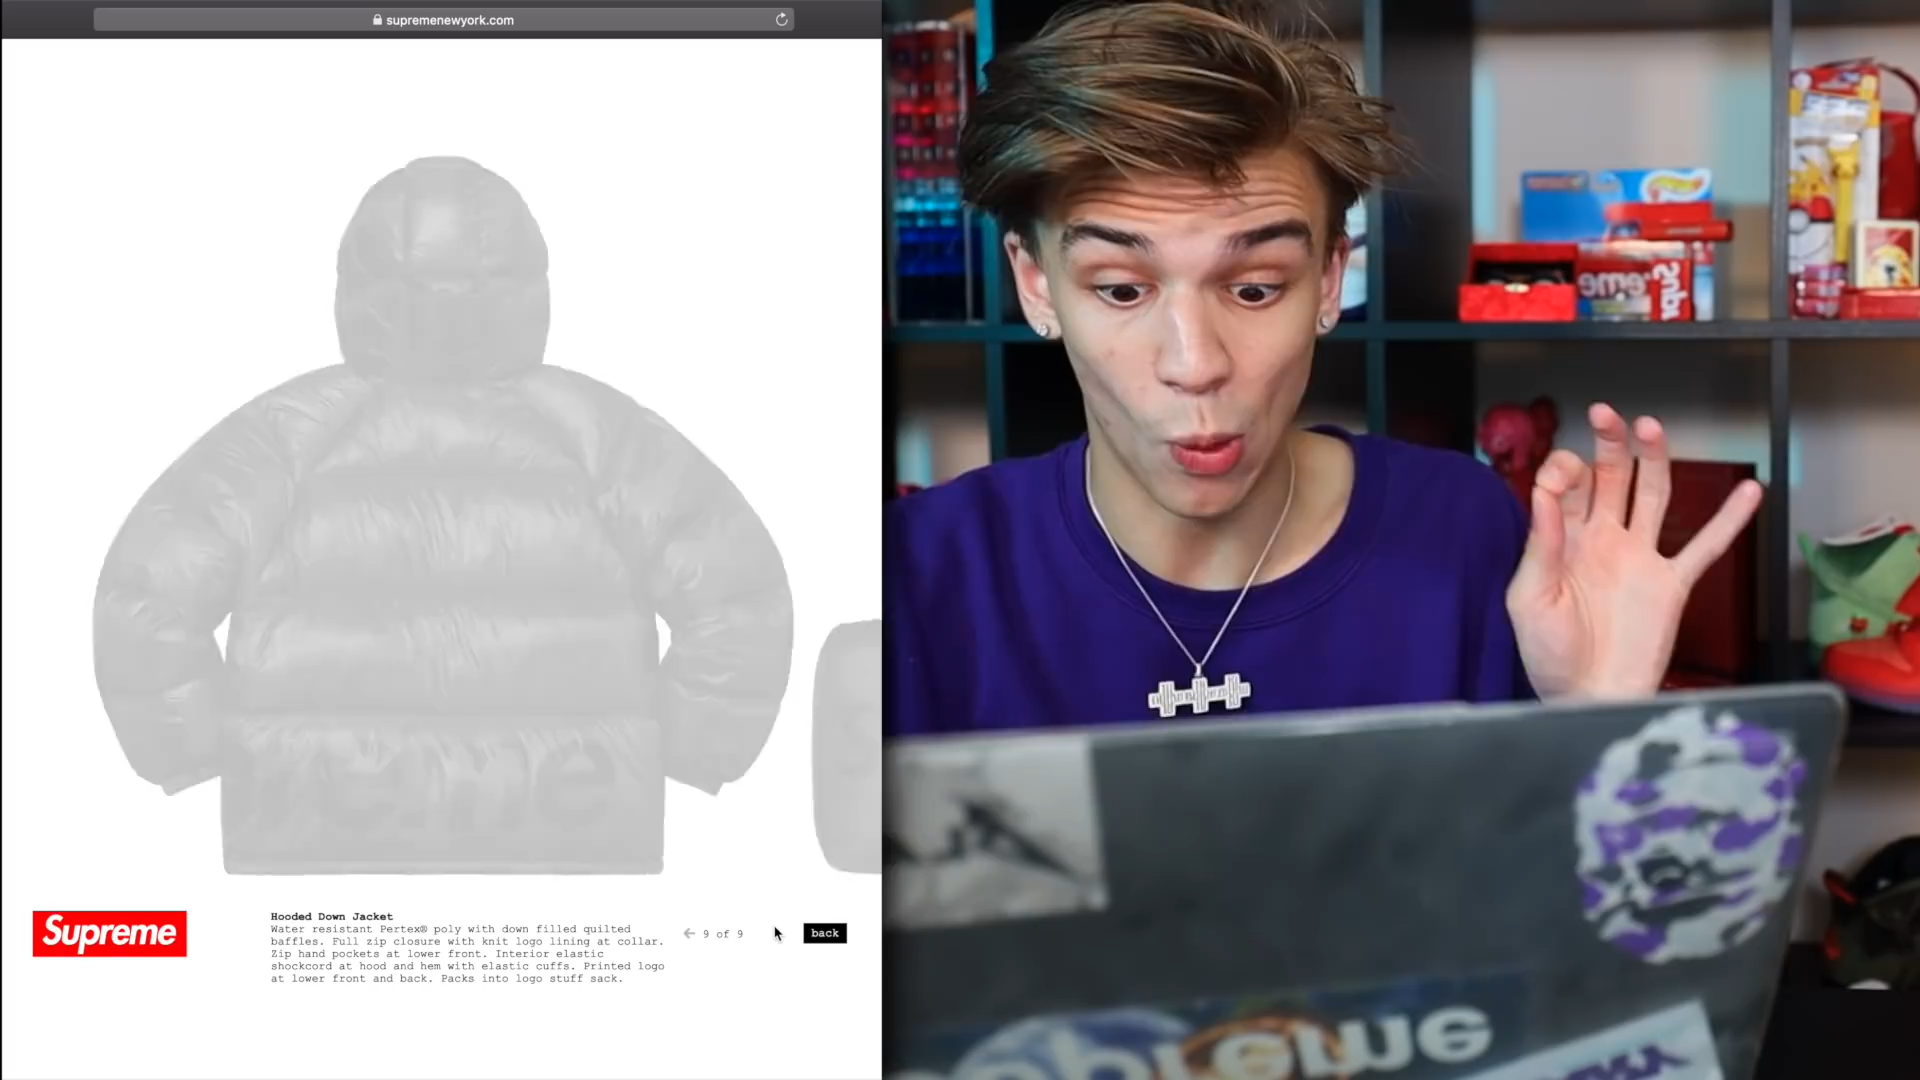 supremenewyork.com
eme
Supreme
Hooded Down Jacket
Water resistant Pertex® poly with down filled quilted
baffles. Full zip closure with knit logo lining at collar.
Zip hand pockets at lower front. Interior elastic
shockcord at hood and hem with elastic cuffs. Printed logo
at lower front and back. Packs into logo stuff sack.
9 of 9
back